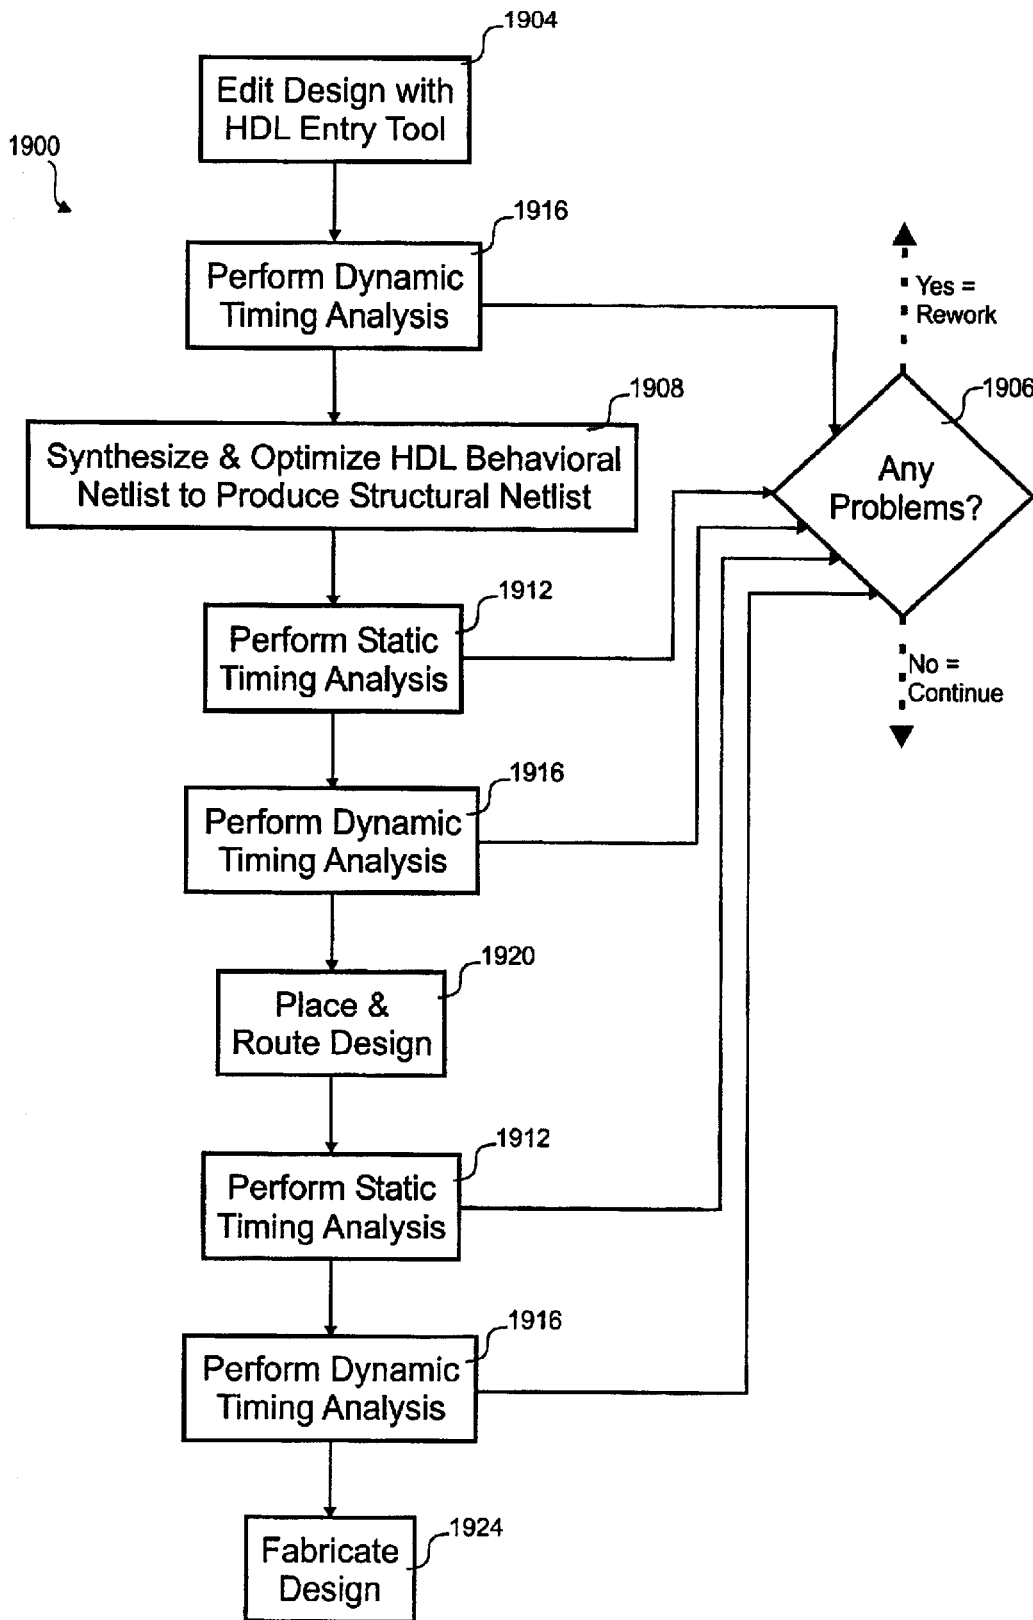 1904
Edit Design with
HDL Entry Tool
1900
1916
Perform Dynamic
Timing Analysis
Yes =
Rework
1906
Any
Problems?
1908
Synthesize & Optimize HDL Behavioral
Netlist to Produce Structural Netlist
1912
Perform Static
Timing Analysis
No =
Continue
1916
Perform Dynamic
Timing Analysis
1920
Place &
Route Design
1912
Perform Static
Timing Analysis
1916
Perform Dynamic
Timing Analysis
1924
Fabricate
Design